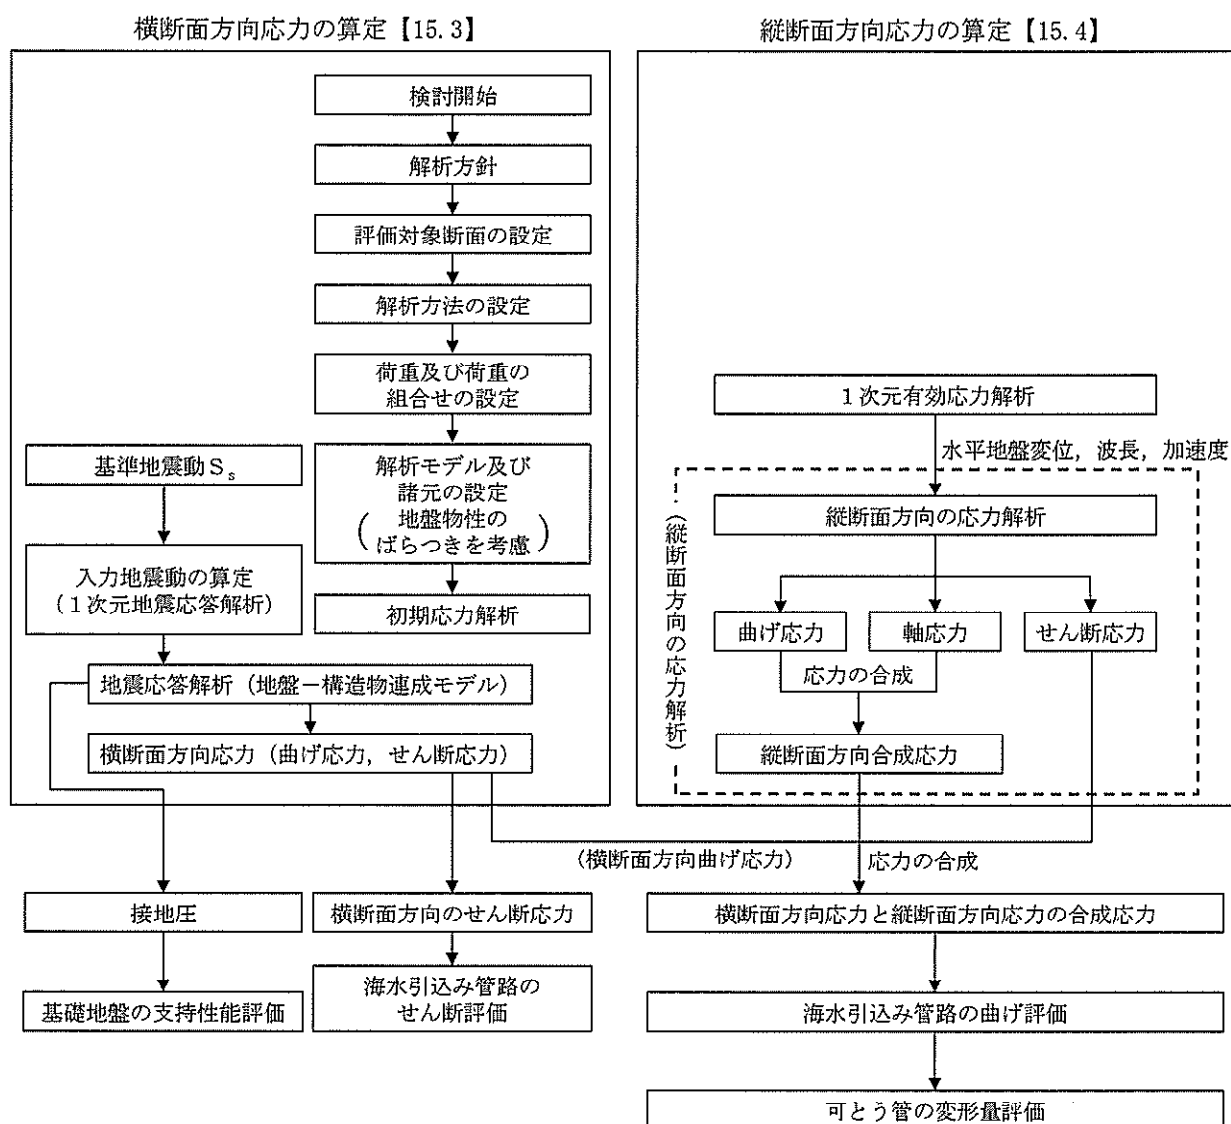 横断面方向応力の算定【15.3】
検討開始
解析方針
評価対象断面の設定
解析方法の設定
荷重及び荷重の
組合せの設定
解析モデル及び
諸元の設定
(地盤物性の
ばらつきを考慮)
初期応力解析
基準地震動Ss
入力地震動の算定
(1次元地震応答解析)
地震応答解析(地盤-構造物連成モデル)
横断面方向応力(曲げ応力,せん断応力)
縦断面方向応力の算定【15.4】
1次元有効応力解析
水平地盤変位,波長,加速度
(縦断面方向の応力解析)
縦断面方向の応力解析
曲げ応力
軸応力
せん断応力
応力の合成
縦断面方向合成応力
(横断面方向曲げ応力)
応力の合成
接地圧
基礎地盤の支持性能評価
横断面方向のせん断応力
海水引込み管路の
せん断評価
横断面方向応力と縦断面方向応力の合成応力
海水引込み管路の曲げ評価
可とう管の変形量評価